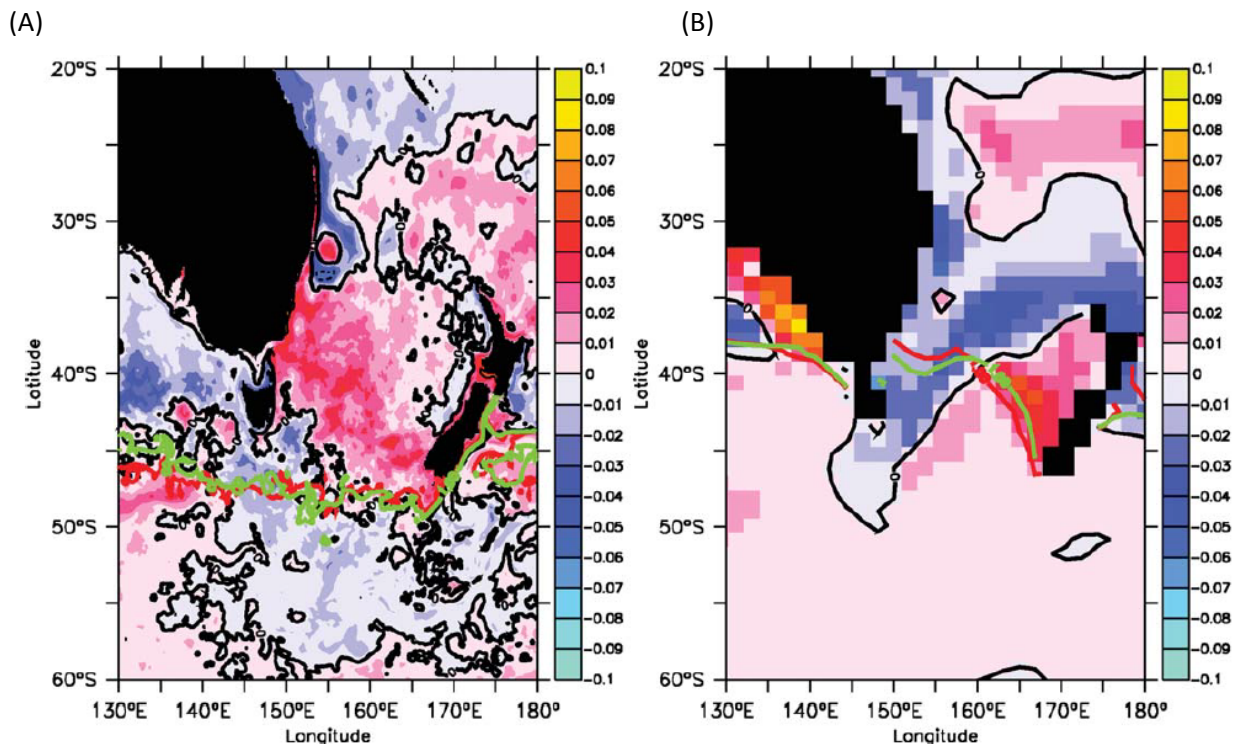 (A)
(B)
20°S
30°S
40°S
50°S
60°S
Latitude
130°E
140°E
150°E
160°E
170°E
180°
Longitude
0.1
0.09
0.08
0.07
0.06
0.05
0.04
0.03
0.02
0.01
0
-0.01
-0.02
-0.03
-0.04
-0.05
-0.06
-0.07
-0.08
-0.09
-0.1
20°S
30°S
40°S
50°S
60°S
Latitude
130°E
140°E
150°E
160°E
170°E
180°
Longitude
0.1
0.09
0.08
0.07
0.06
0.05
0.04
0.03
0.02
0.01
0
-0.01
-0.02
-0.03
-0.04
-0.05
-0.06
-0.07
-0.08
-0.09
-0.1